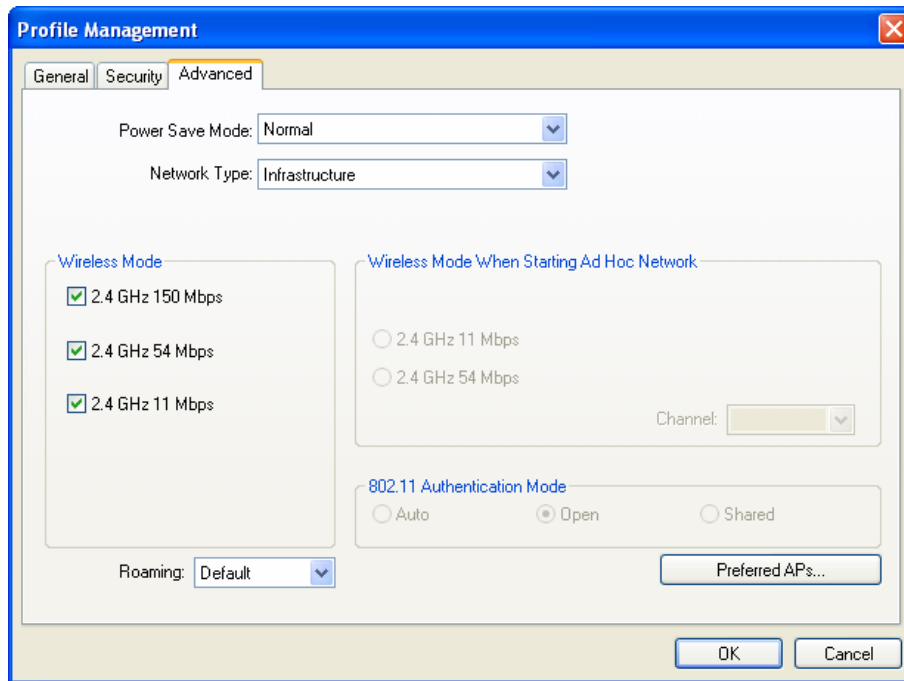 Profile Management
General Security Advanced
Power Save Mode: Normal
Network Type: Infrastructure
Wireless Mode
2.4 GHz 150 Mbps
2.4 GHz 54 Mbps
2.4 GHz 11 Mbps
Wireless Mode When Starting Ad Hoc Network
2.4 GHz 11 Mbps
2.4 GHz 54 Mbps
Channel:
802.11 Authentication Mode
Auto Open Shared
Roaming: Default
Preferred APs...
OK Cancel